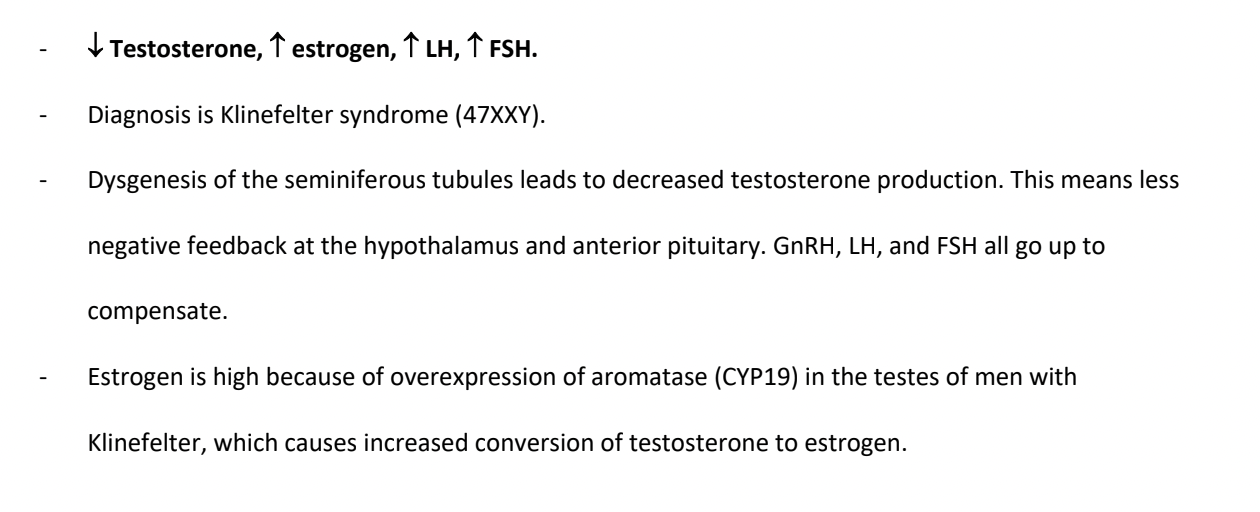 - ↓ Testosterone, ↑ estrogen, ↑ LH, ↑ FSH.
- Diagnosis is Klinefelter syndrome (47XXY).
- Dysgenesis of the seminiferous tubules leads to decreased testosterone production. This means less
negative feedback at the hypothalamus and anterior pituitary. GnRH, LH, and FSH all go up to
compensate.
- Estrogen is high because of overexpression of aromatase (CYP19) in the testes of men with
Klinefelter, which causes increased conversion of testosterone to estrogen.